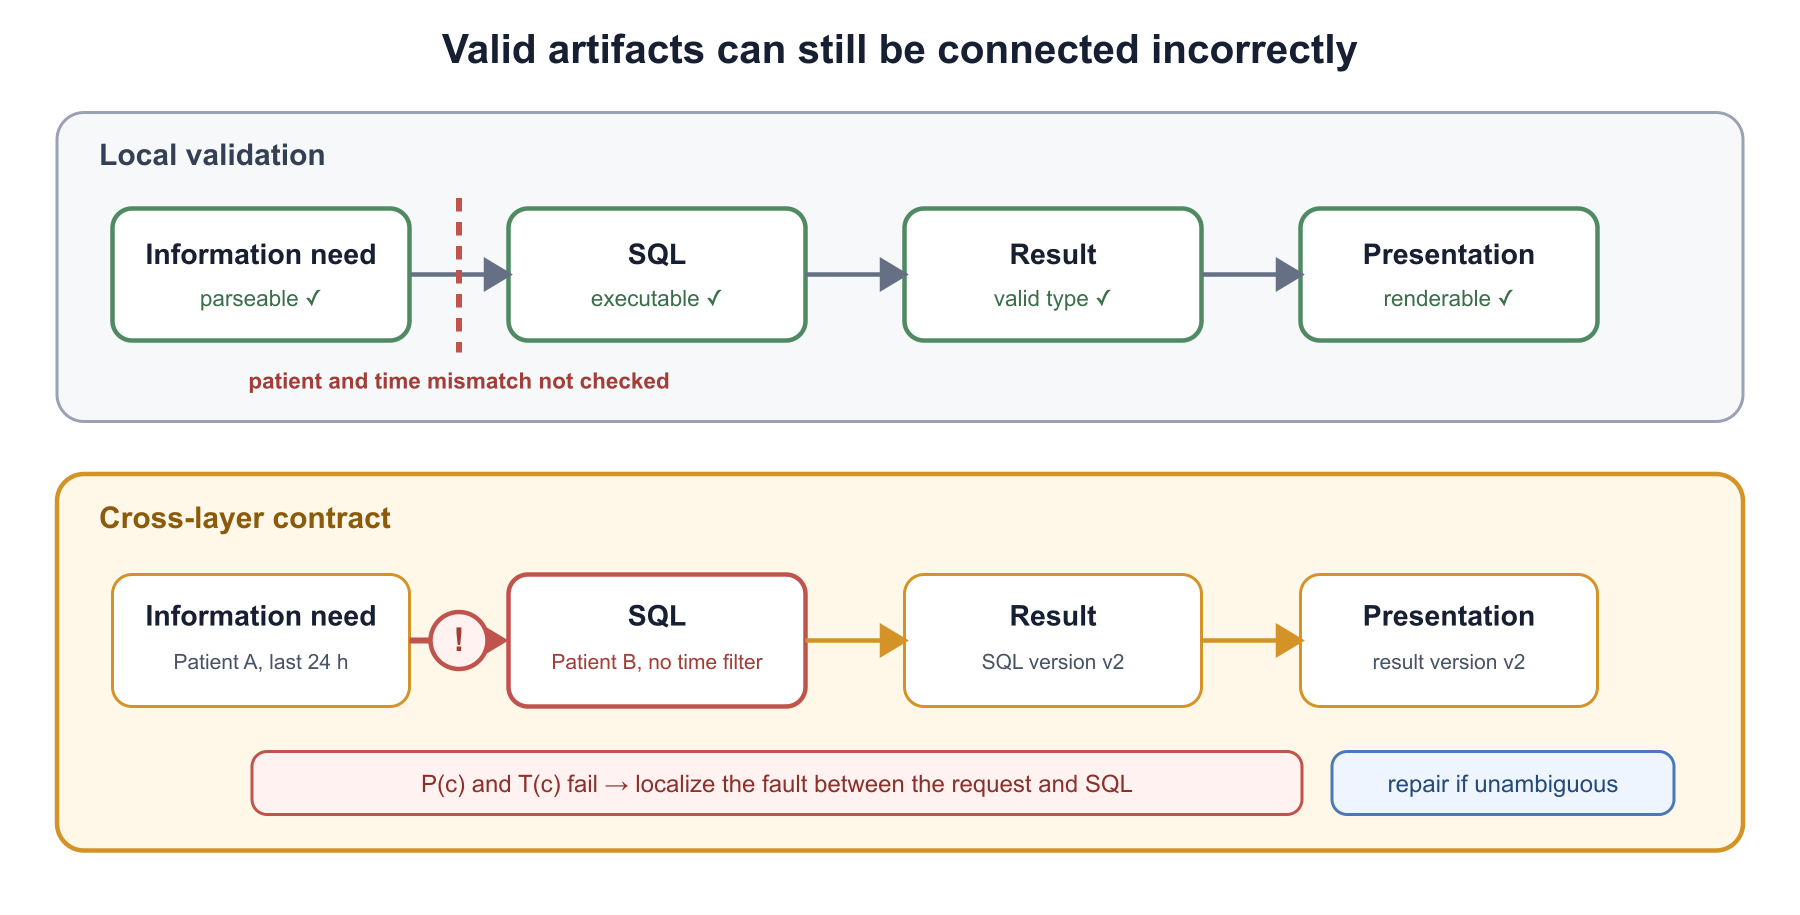 Valid artifacts can still be connected incorrectly
Local validation
Information need
parseable ✓
SQL
executable ✓
Result
valid type ✓
Presentation
renderable ✓
patient and time mismatch not checked
Cross-layer contract
Information need
Patient A, last 24 h
!
SQL
Patient B, no time filter
Result
SQL version v2
Presentation
result version v2
P(c) and T(c) fail → localize the fault between the request and SQL
repair if unambiguous